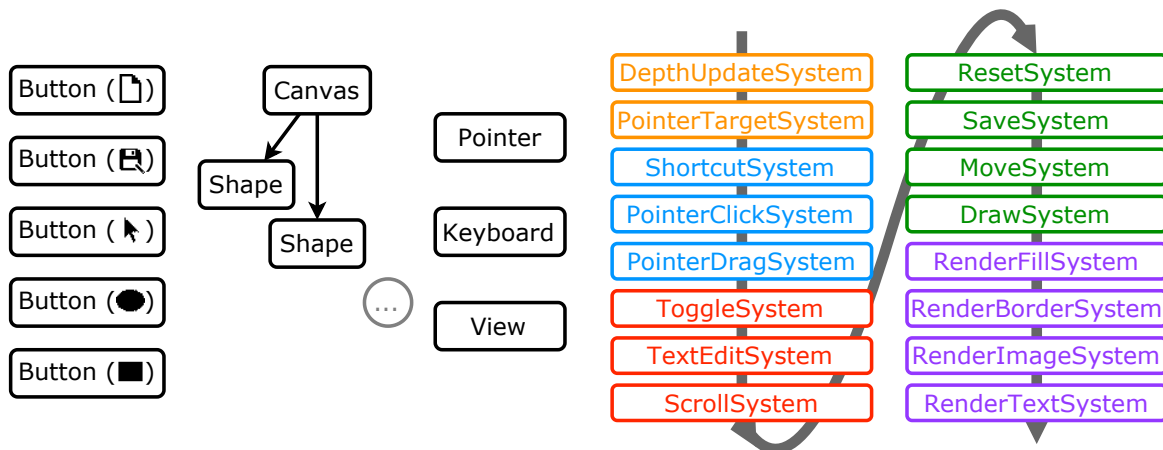 Button ( )
Button ( )
Button ( )
Button ( )
Button ( )
Canvas
Shape
Shape
...
Pointer
Keyboard
View
DepthUpdateSystem
PointerTargetSystem
ShortcutSystem
PointerClickSystem
PointerDragSystem
ToggleSystem
TextEditSystem
ScrollSystem
ResetSystem
SaveSystem
MoveSystem
DrawSystem
RenderFillSystem
RenderBorderSystem
RenderImageSystem
RenderTextSystem